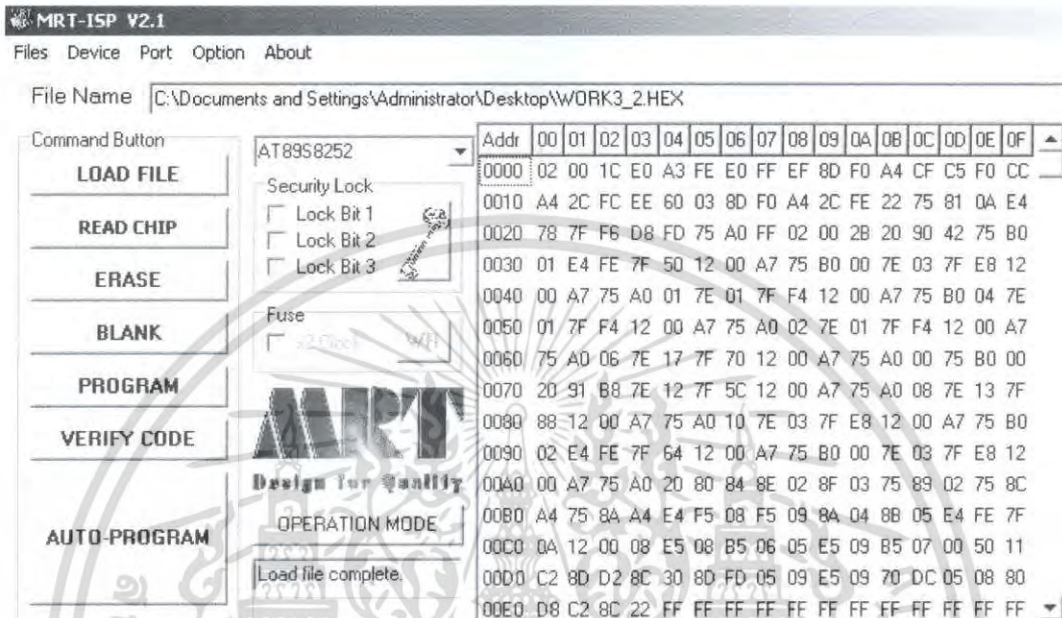 MRT-ISP V2.1
Files Device Port Option About
File Name C:\Documents and Settings\Administrator\Desktop\WORK3_2.HEX
Command Button
LOAD FILE
READ CHIP
ERASE
BLANK
PROGRAM
VERIFY CODE
AUTO-PROGRAM
AT89S8252
Security Lock
Lock Bit 1
Lock Bit 2
Lock Bit 3
Fuse
x2 Clock
MRT
Design for Quality
OPERATION MODE
Load file complete.
Addr 00 01 02 03 04 05 06 07 08 09 0A 0B 0C 0D 0E 0F
0000 02 00 1C E0 A3 FE E0 FF EF 8D F0 A4 CF C5 F0 CC
0010 A4 2C FC EE 60 03 8D F0 A4 2C FE 22 75 81 0A E4
0020 78 7F F6 D8 FD 75 A0 FF 02 00 2B 20 90 42 75 B0
0030 01 E4 FE 7F 50 12 00 A7 75 B0 00 7E 03 7F E8 12
0040 00 A7 75 A0 01 7E 01 7F F4 12 00 A7 75 B0 04 7E
0050 01 7F F4 12 00 A7 75 A0 02 7E 01 7F F4 12 00 A7
0060 75 A0 06 7E 17 7F 70 12 00 A7 75 A0 00 75 B0 00
0070 20 91 B8 7E 12 7F 5C 12 00 A7 75 A0 08 7E 13 7F
0080 88 12 00 A7 75 A0 10 7E 03 7F E8 12 00 A7 75 B0
0090 02 E4 FE 7F 64 12 00 A7 75 B0 00 7E 03 7F E8 12
00A0 00 A7 75 A0 20 80 84 8E 02 8F 03 75 89 02 75 8C
00B0 A4 75 8A A4 E4 F5 08 F5 09 8A 04 8B 05 E4 FE 7F
00C0 0A 12 00 08 E5 08 B5 06 05 E5 09 B5 07 00 50 11
00D0 C2 8D D2 8C 30 8D FD 05 09 E5 09 70 DC 05 08 80
00E0 D8 C2 8C 22 FF FF FF FF FF FF FF FF FF FF FF FF